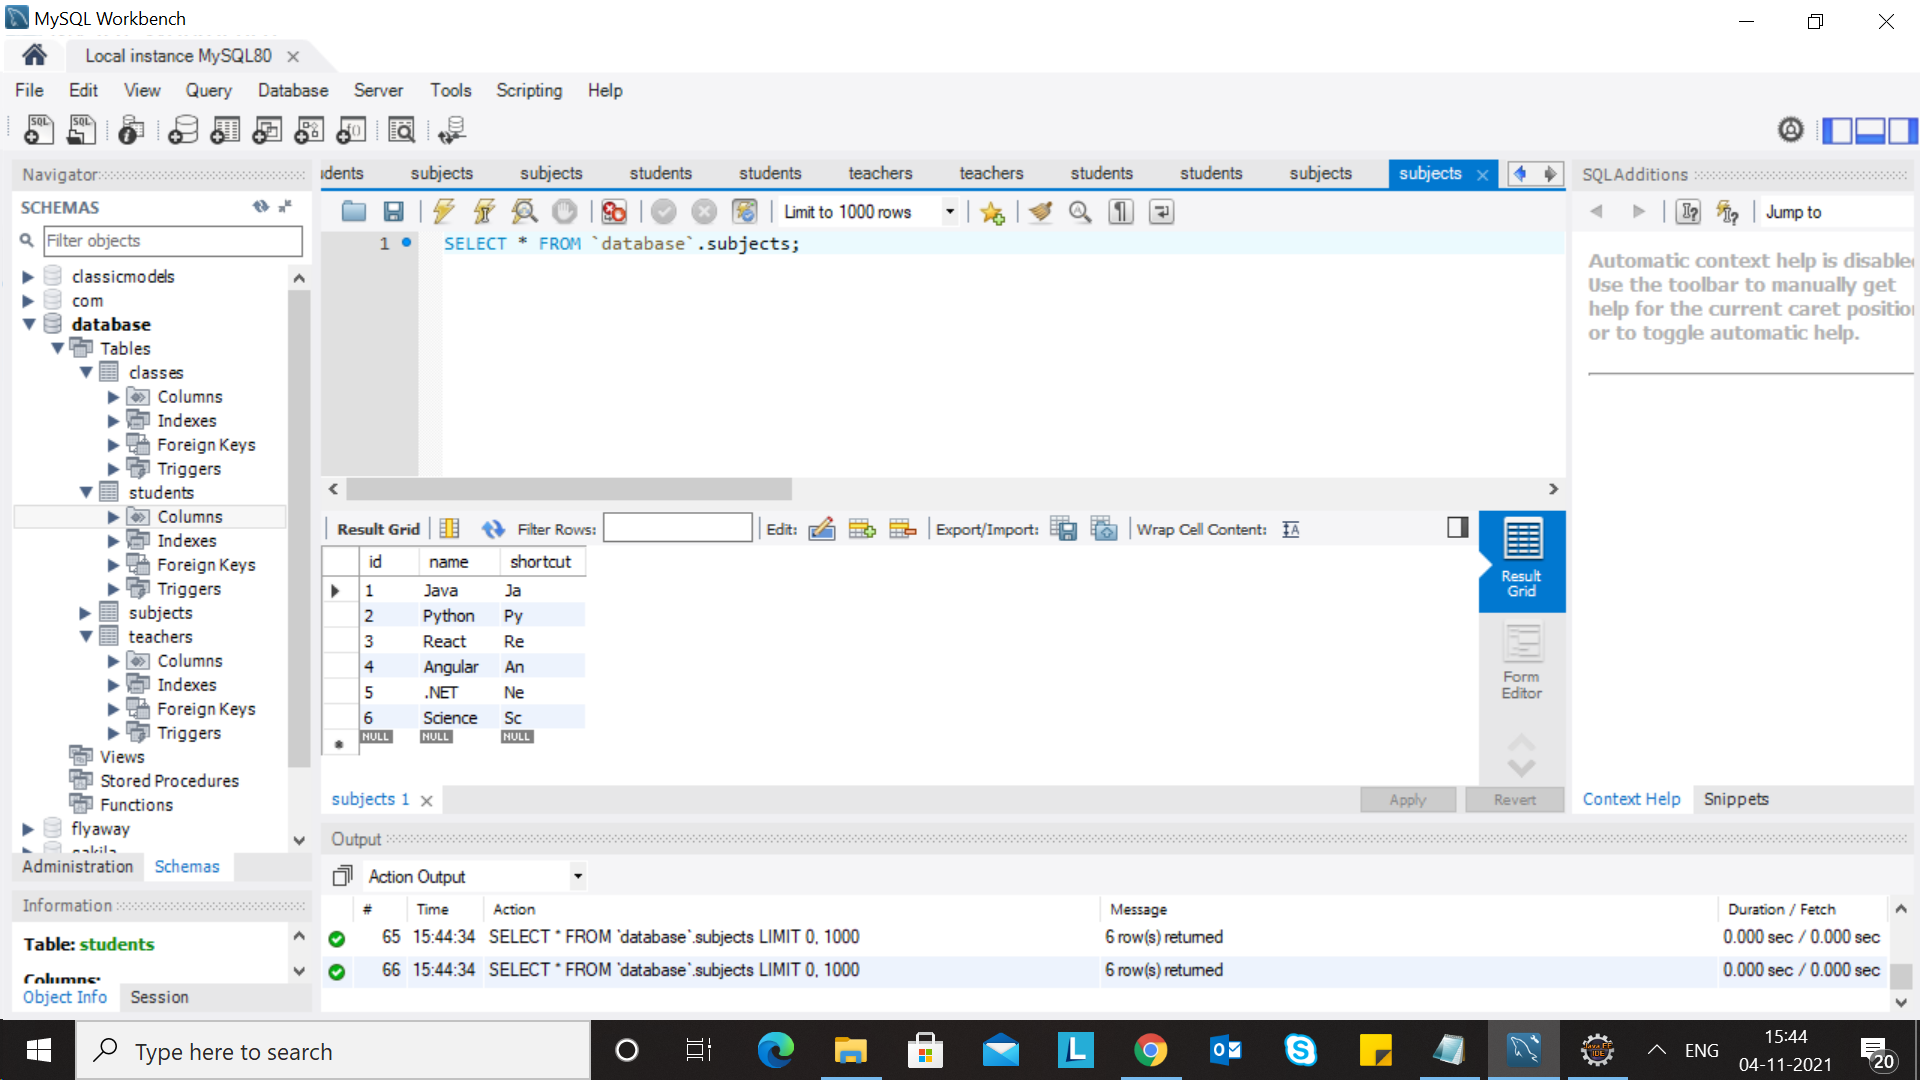 MySQL Workbench
Local instance MySQL80
File Edit View Query Database Server Tools Scripting Help
Navigator
SCHEMAS
Filter objects
classicmodels
com
database
Tables
classes
Columns
Indexes
Foreign Keys
Triggers
students
Columns
Indexes
Foreign Keys
Triggers
subjects
teachers
Columns
Indexes
Foreign Keys
Triggers
Views
Stored Procedures
Functions
flyaway
Administration Schemas
Information
Table: students
Columns:
Object Info Session
subjects subjects students students teachers teachers students students subjects subjects
Limit to 1000 rows
1 SELECT * FROM `database`.subjects;
Result Grid Filter Rows: Edit: Export/Import: Wrap Cell Content:
id name shortcut
1 Java Ja
2 Python Py
3 React Re
4 Angular An
5 .NET Ne
6 Science Sc
NULL NULL NULL
Result
Grid
Form
Editor
subjects 1
Apply Revert
SQLAdditions
Jump to
Automatic context help is
Use the toolbar to manually get
help for the current caret
or to toggle automatic help.
Context Help Snippets
Output
Action Output
# Time Action Message Duration / Fetch
65 15:44:34 SELECT * FROM `database`.subjects LIMIT 0, 1000 6 row(s) returned 0.000 sec / 0.000 sec
66 15:44:34 SELECT * FROM `database`.subjects LIMIT 0, 1000 6 row(s) returned 0.000 sec / 0.000 sec
Type here to search
ENG
15:44
04-11-2021
20